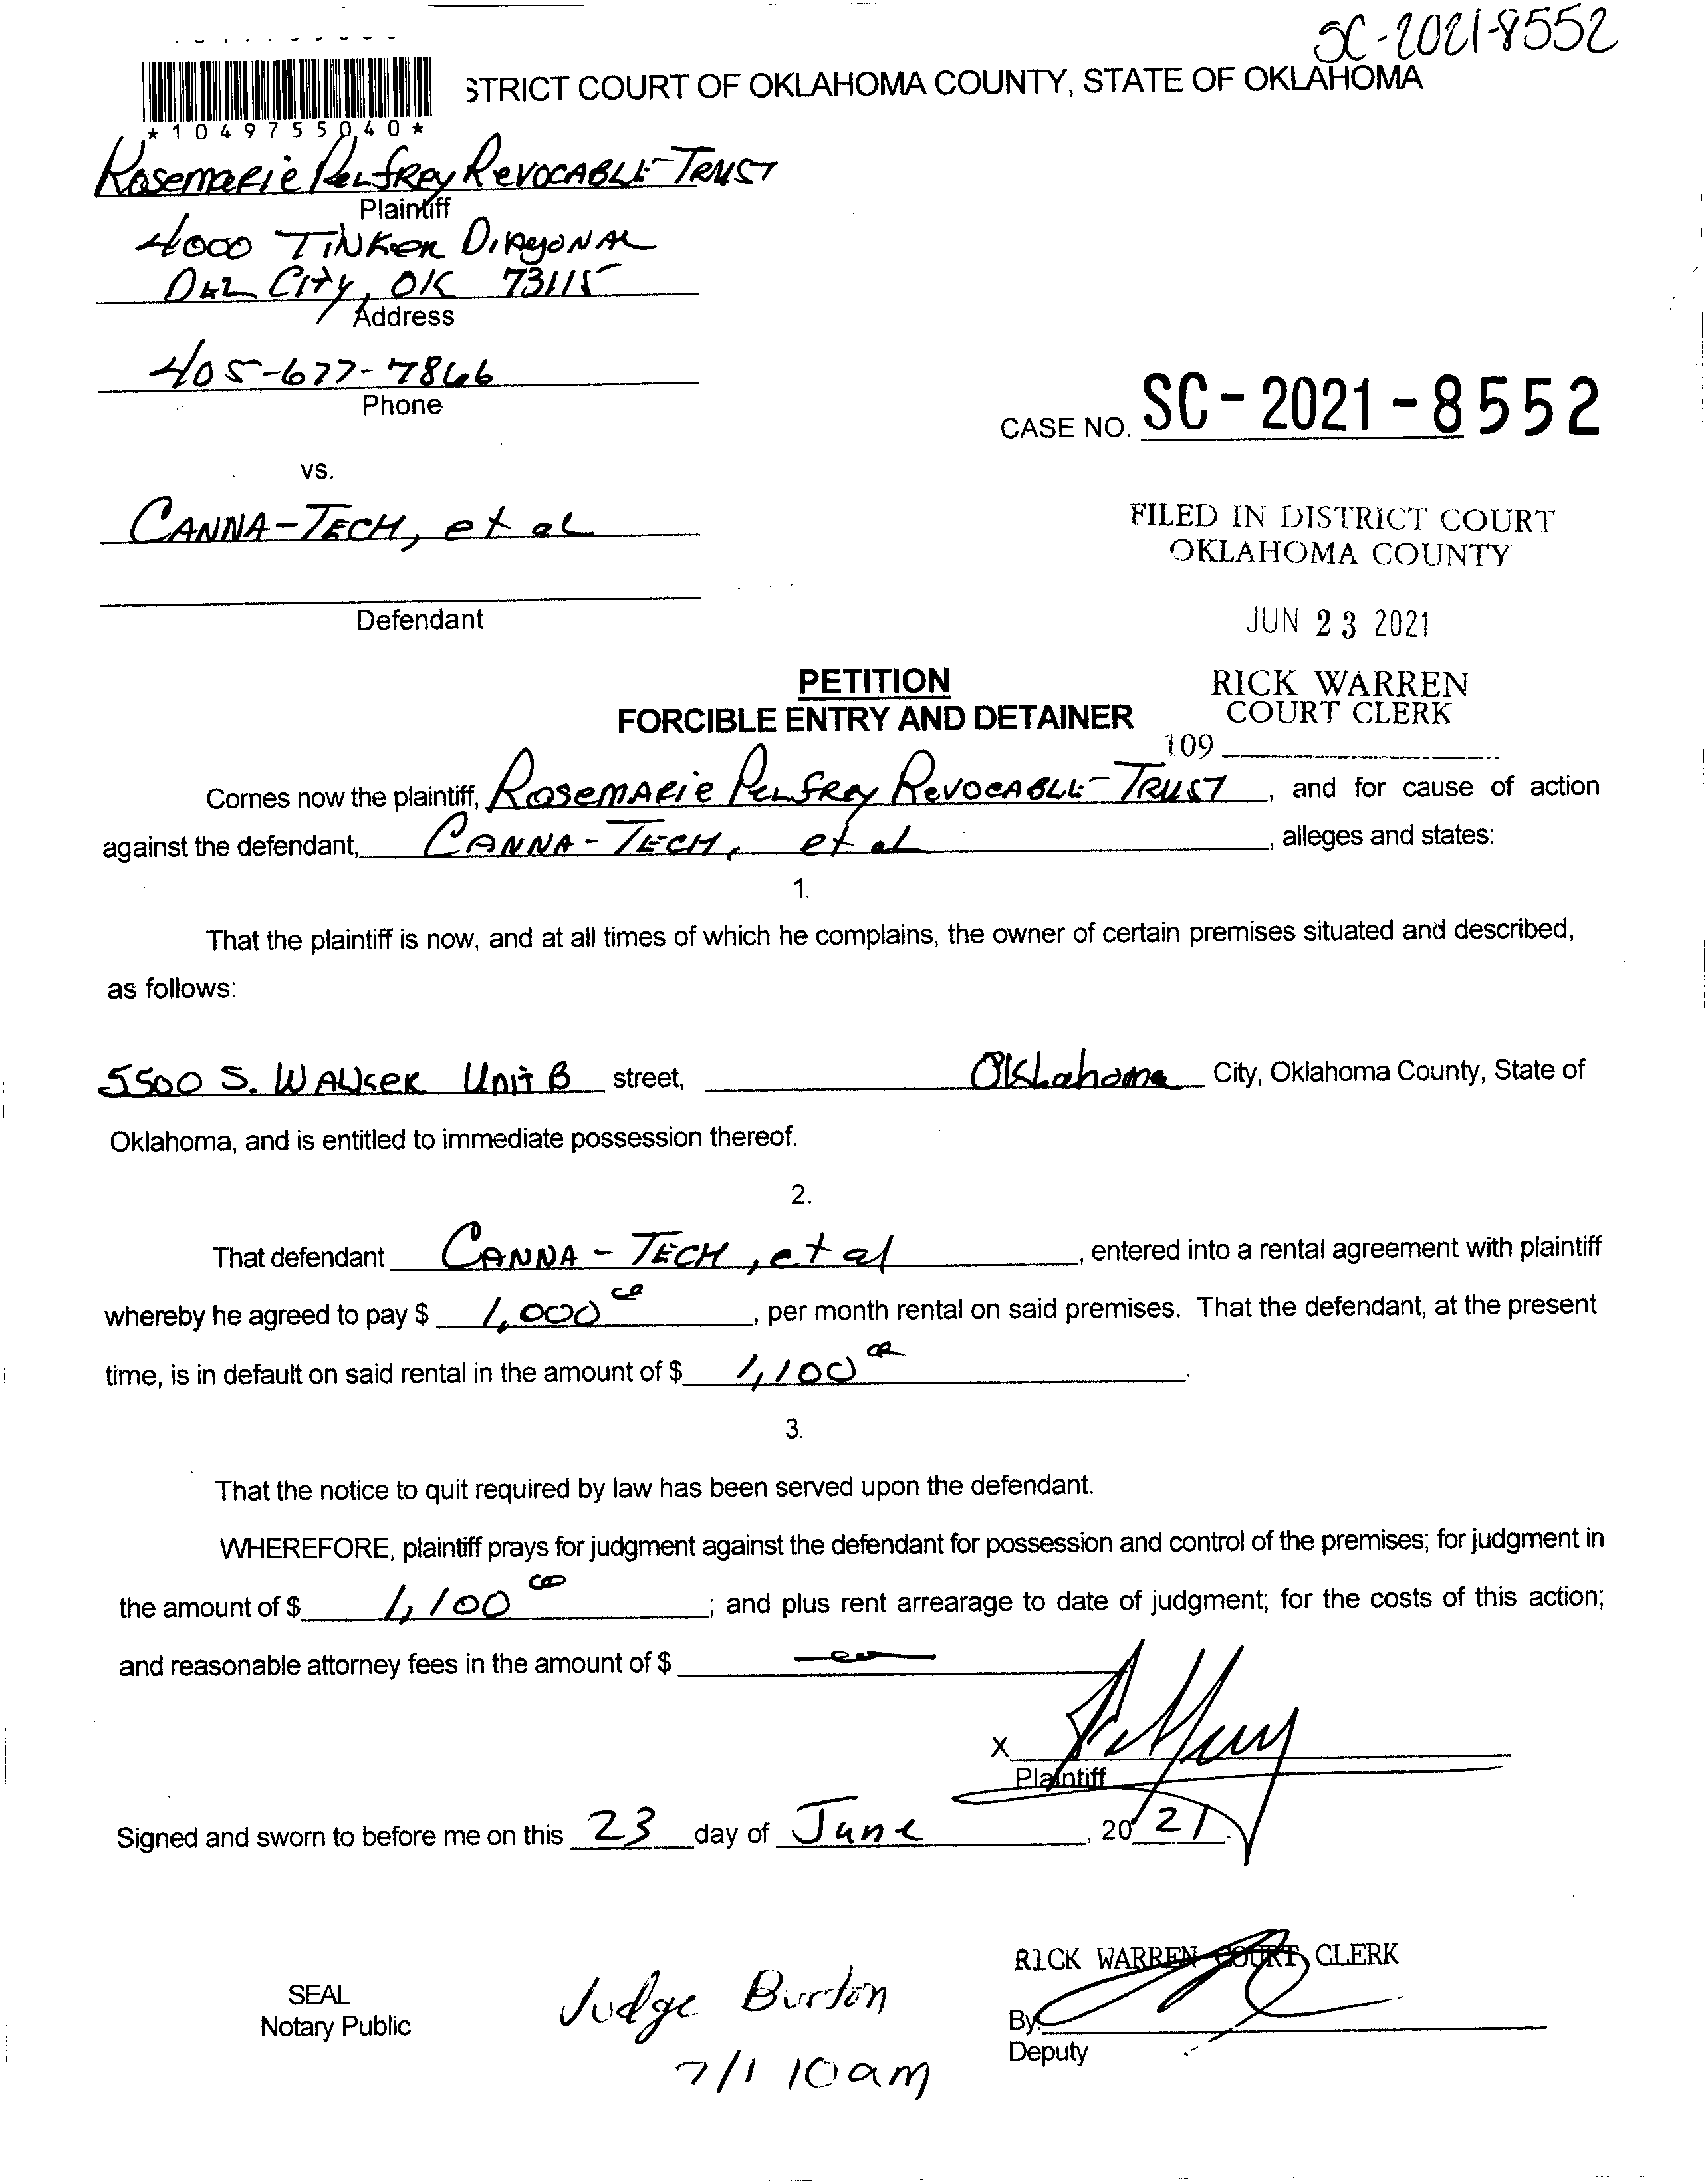 SC-2021-8552
STRICT COURT OF OKLAHOMA COUNTY, STATE OF OKLAHOMA
*1049755040*
Rosemarie Pelfrey Revocable Trust
Plaintiff
4000 Tinker Diagonal
Del City, OK 73115
Address
405-677-7866
Phone
CASE NO. SC-2021-8552
vs.
CANNA-TECH, et al
FILED IN DISTRICT COURT
OKLAHOMA COUNTY
Defendant
JUN 23 2021
PETITION
FORCIBLE ENTRY AND DETAINER
RICK WARREN
COURT CLERK
109
Comes now the plaintiff, Rosemarie Pelfrey Revocable Trust, and for cause of action
against the defendant, CANNA-TECH, et al, alleges and states:
1.
That the plaintiff is now, and at all times of which he complains, the owner of certain premises situated and described,
as follows:
5500 S. Walker Unit B street, Oklahoma City, Oklahoma County, State of
Oklahoma, and is entitled to immediate possession thereof.
2.
That defendant CANNA-TECH, et al, entered into a rental agreement with plaintiff
whereby he agreed to pay $ 1,000 00, per month rental on said premises. That the defendant, at the present
time, is in default on said rental in the amount of $ 1,100 00.
3.
That the notice to quit required by law has been served upon the defendant.
WHEREFORE, plaintiff prays for judgment against the defendant for possession and control of the premises; for judgment in
the amount of $ 1,100 00; and plus rent arrearage to date of judgment; for the costs of this action;
and reasonable attorney fees in the amount of $
X
Plaintiff
Signed and sworn to before me on this 23 day of June, 2021.
RICK WARREN COURT CLERK
SEAL
Notary Public
Judge Burton
7/1 10am
By:
Deputy